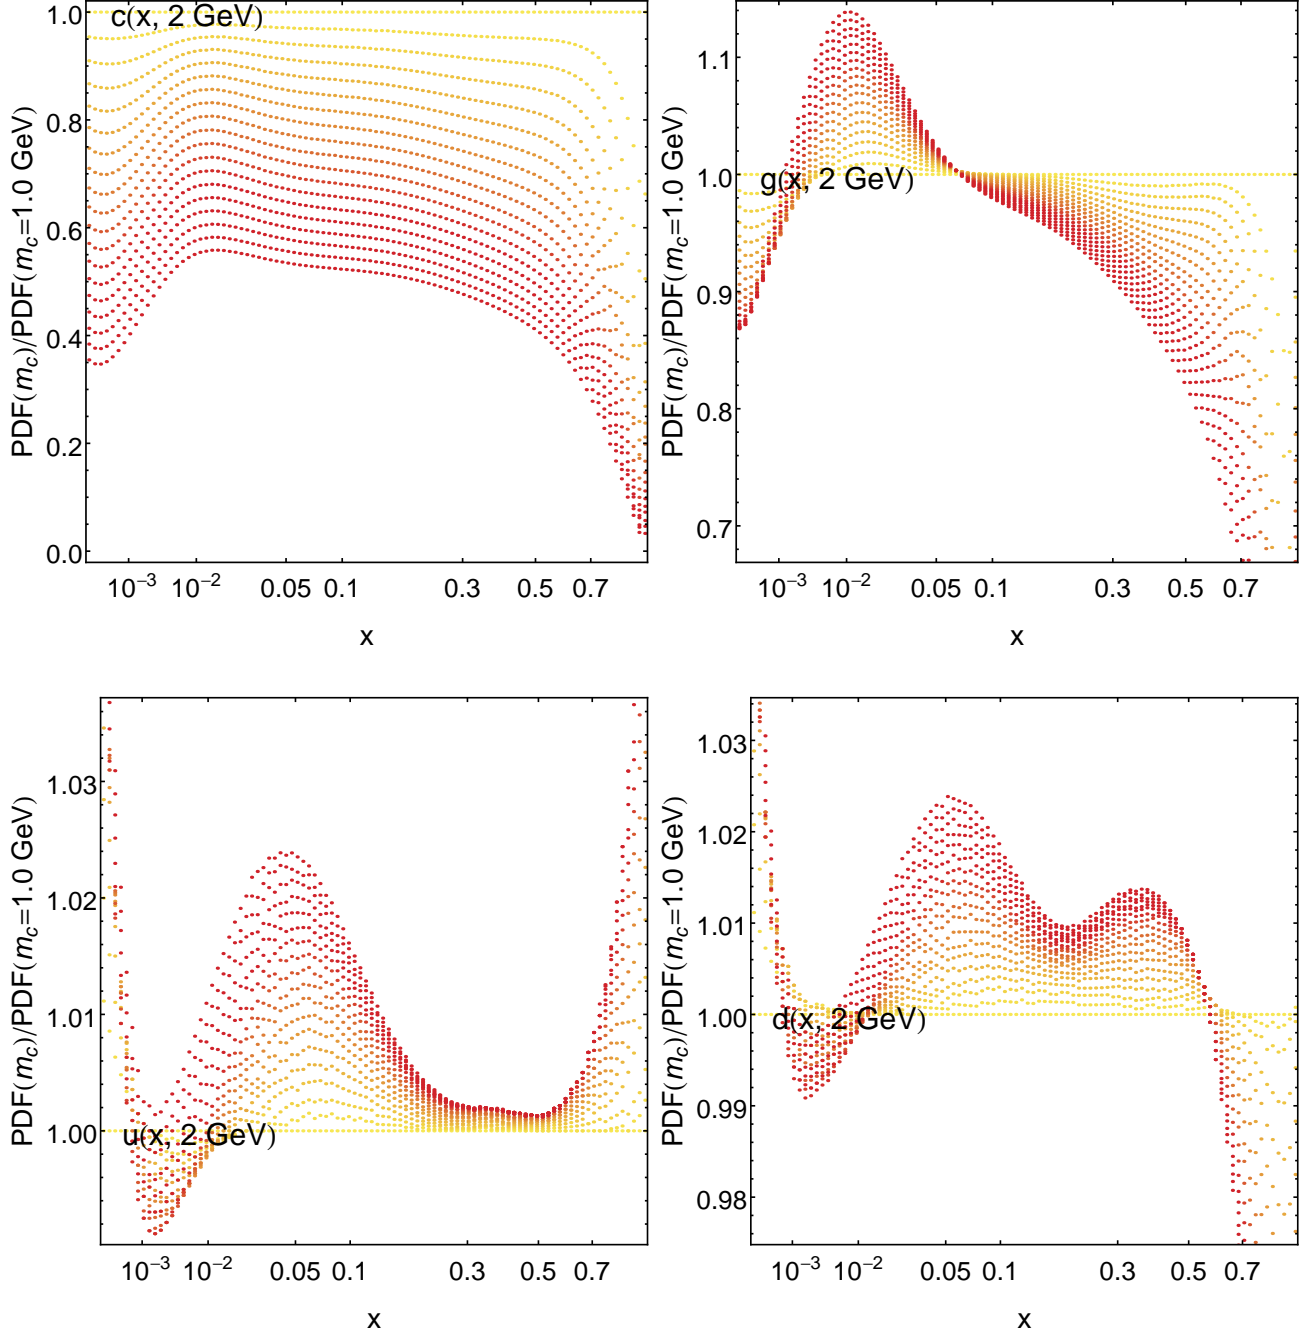 c(x, 2 GeV)
PDF(m_c)/PDF(m_c=1.0 GeV)
1.0
0.8
0.6
0.4
0.2
0.0
10⁻³ 10⁻² 0.05 0.1 0.3 0.5 0.7
x
g(x, 2 GeV)
PDF(m_c)/PDF(m_c=1.0 GeV)
1.1
1.0
0.9
0.8
0.7
10⁻³ 10⁻² 0.05 0.1 0.3 0.5 0.7
x
u(x, 2 GeV)
PDF(m_c)/PDF(m_c=1.0 GeV)
1.03
1.02
1.01
1.00
10⁻³ 10⁻² 0.05 0.1 0.3 0.5 0.7
x
d(x, 2 GeV)
PDF(m_c)/PDF(m_c=1.0 GeV)
1.03
1.02
1.01
1.00
0.99
0.98
10⁻³ 10⁻² 0.05 0.1 0.3 0.5 0.7
x